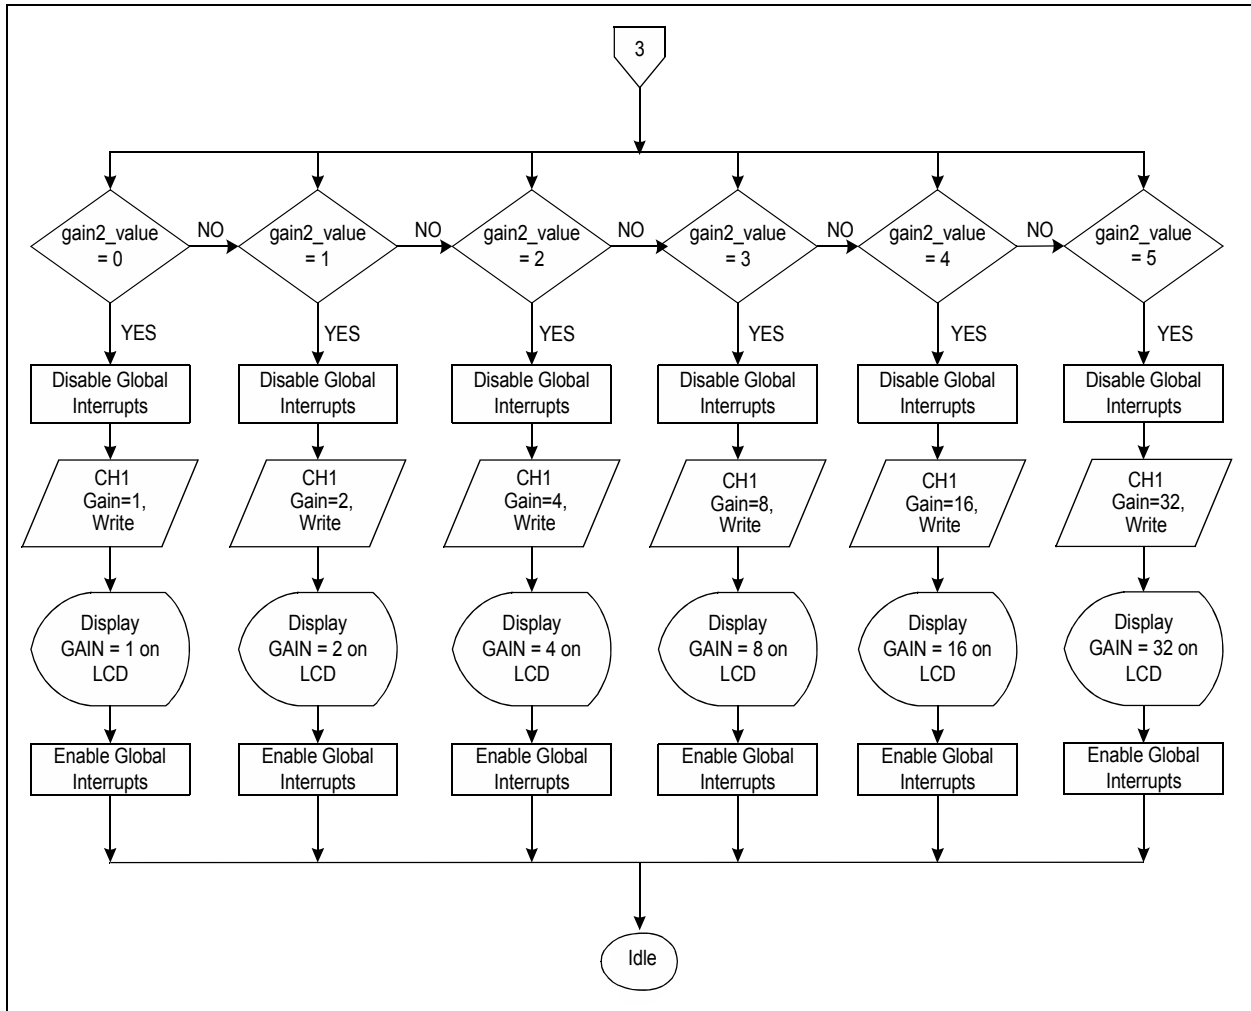 3
gain2_value
= 0
NO
gain2_value
= 1
NO
gain2_value
= 2
NO
gain2_value
= 3
NO
gain2_value
= 4
NO
gain2_value
= 5
YES
YES
YES
YES
YES
YES
Disable Global
Interrupts
Disable Global
Interrupts
Disable Global
Interrupts
Disable Global
Interrupts
Disable Global
Interrupts
Disable Global
Interrupts
CH1
Gain=1,
Write
CH1
Gain=2,
Write
CH1
Gain=4,
Write
CH1
Gain=8,
Write
CH1
Gain=16,
Write
CH1
Gain=32,
Write
Display
GAIN = 1 on
LCD
Display
GAIN = 2 on
LCD
Display
GAIN = 4 on
LCD
Display
GAIN = 8 on
LCD
Display
GAIN = 16 on
LCD
Display
GAIN = 32 on
LCD
Enable Global
Interrupts
Enable Global
Interrupts
Enable Global
Interrupts
Enable Global
Interrupts
Enable Global
Interrupts
Enable Global
Interrupts
Idle